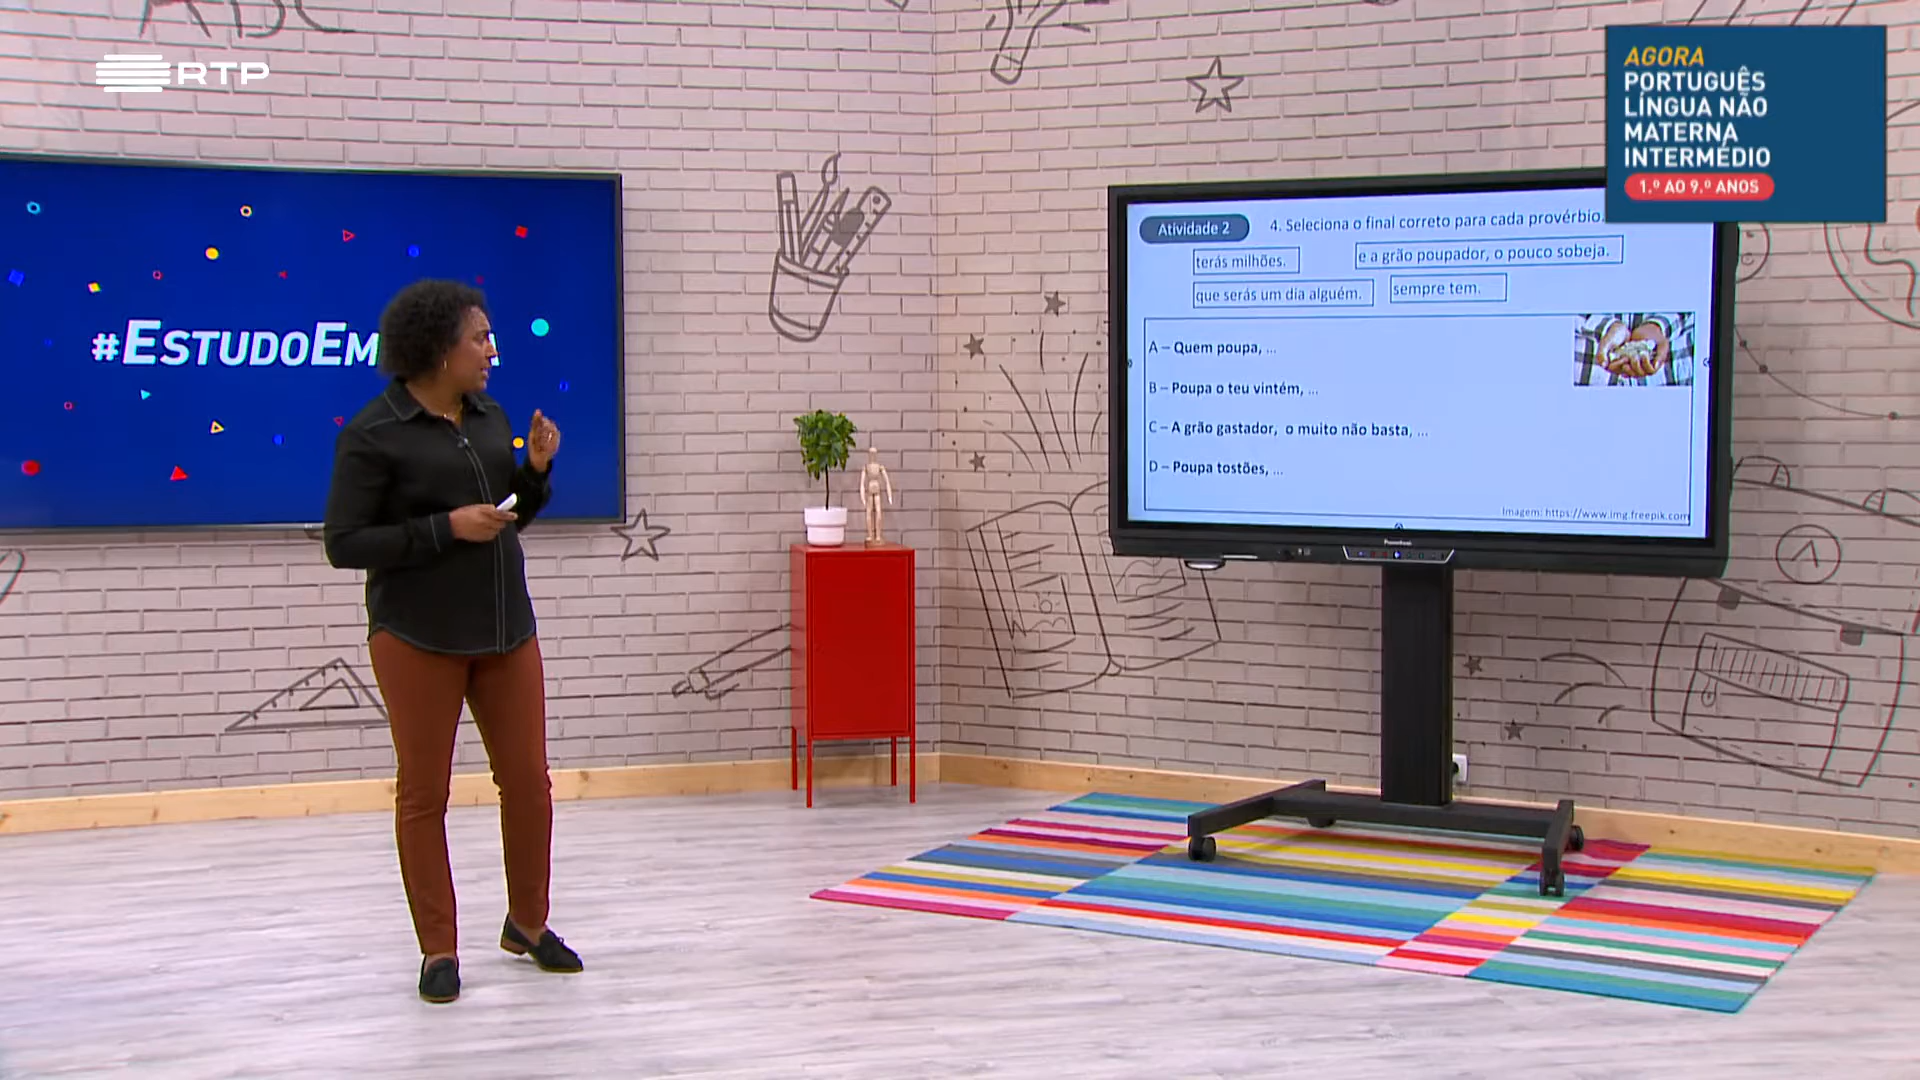 RTP
AGORA
PORTUGUÊS
LÍNGUA NÃO
MATERNA
INTERMÉDIO
1.º AO 9.º ANOS
#ESTUDOEM
Atividade 2
4. Seleciona o final correto para cada provérbio.
terás milhões.
e a grão poupador, o pouco sobeja.
que serás um dia alguém.
sempre tem.
A – Quem poupa, ...
B – Poupa o teu vintém, ...
C – A grão gastador, o muito não basta, ...
D – Poupa tostões, ...
Imagem: https://www.img.freepik.com